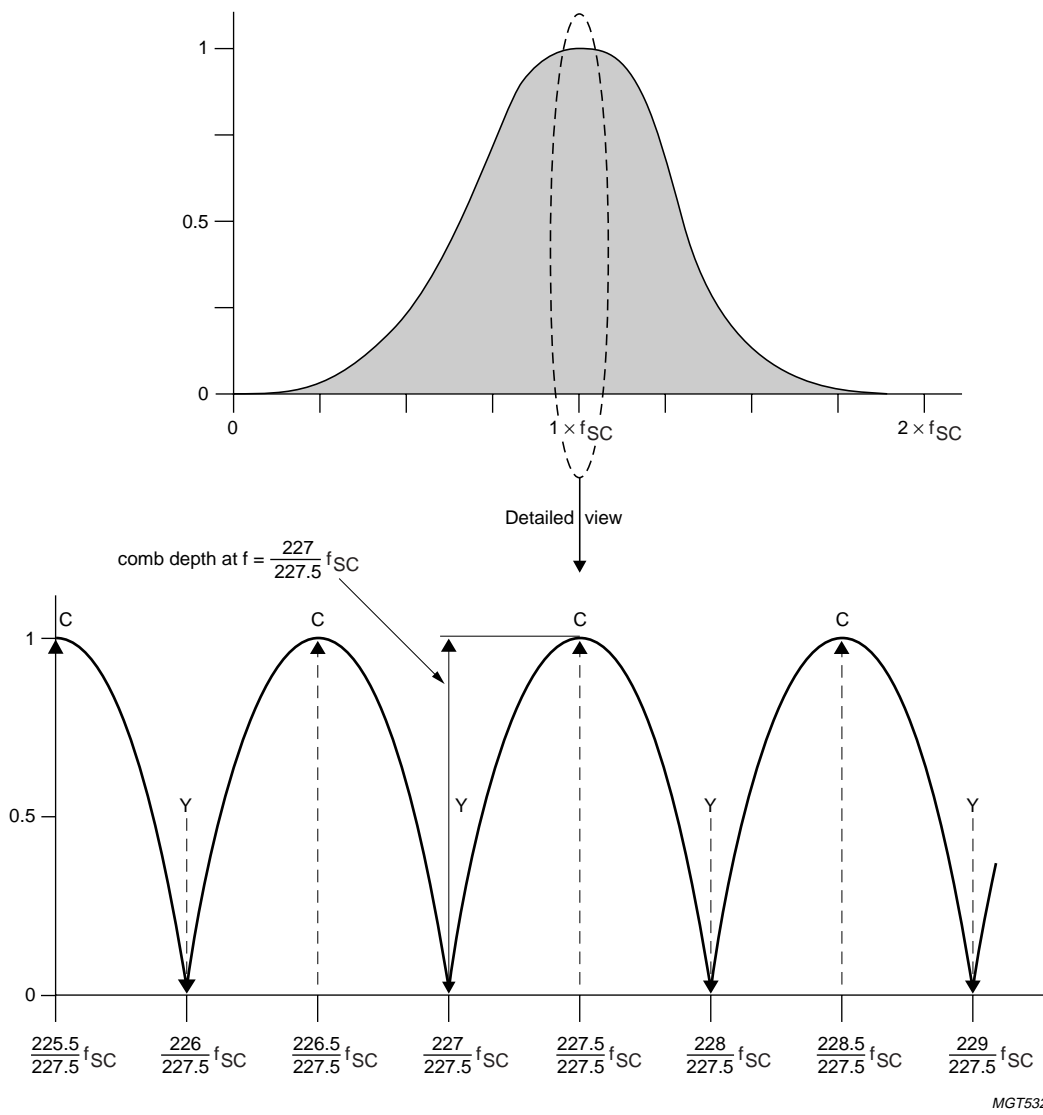 1
0.5
0
0
1 × fSC
2 × fSC
Detailed view
comb depth at f = 227/227.5 fSC
C
C
C
C
1
Y
Y
Y
Y
0.5
0
225.5/227.5 fSC
226/227.5 fSC
226.5/227.5 fSC
227/227.5 fSC
227.5/227.5 fSC
228/227.5 fSC
228.5/227.5 fSC
229/227.5 fSC
MGT532